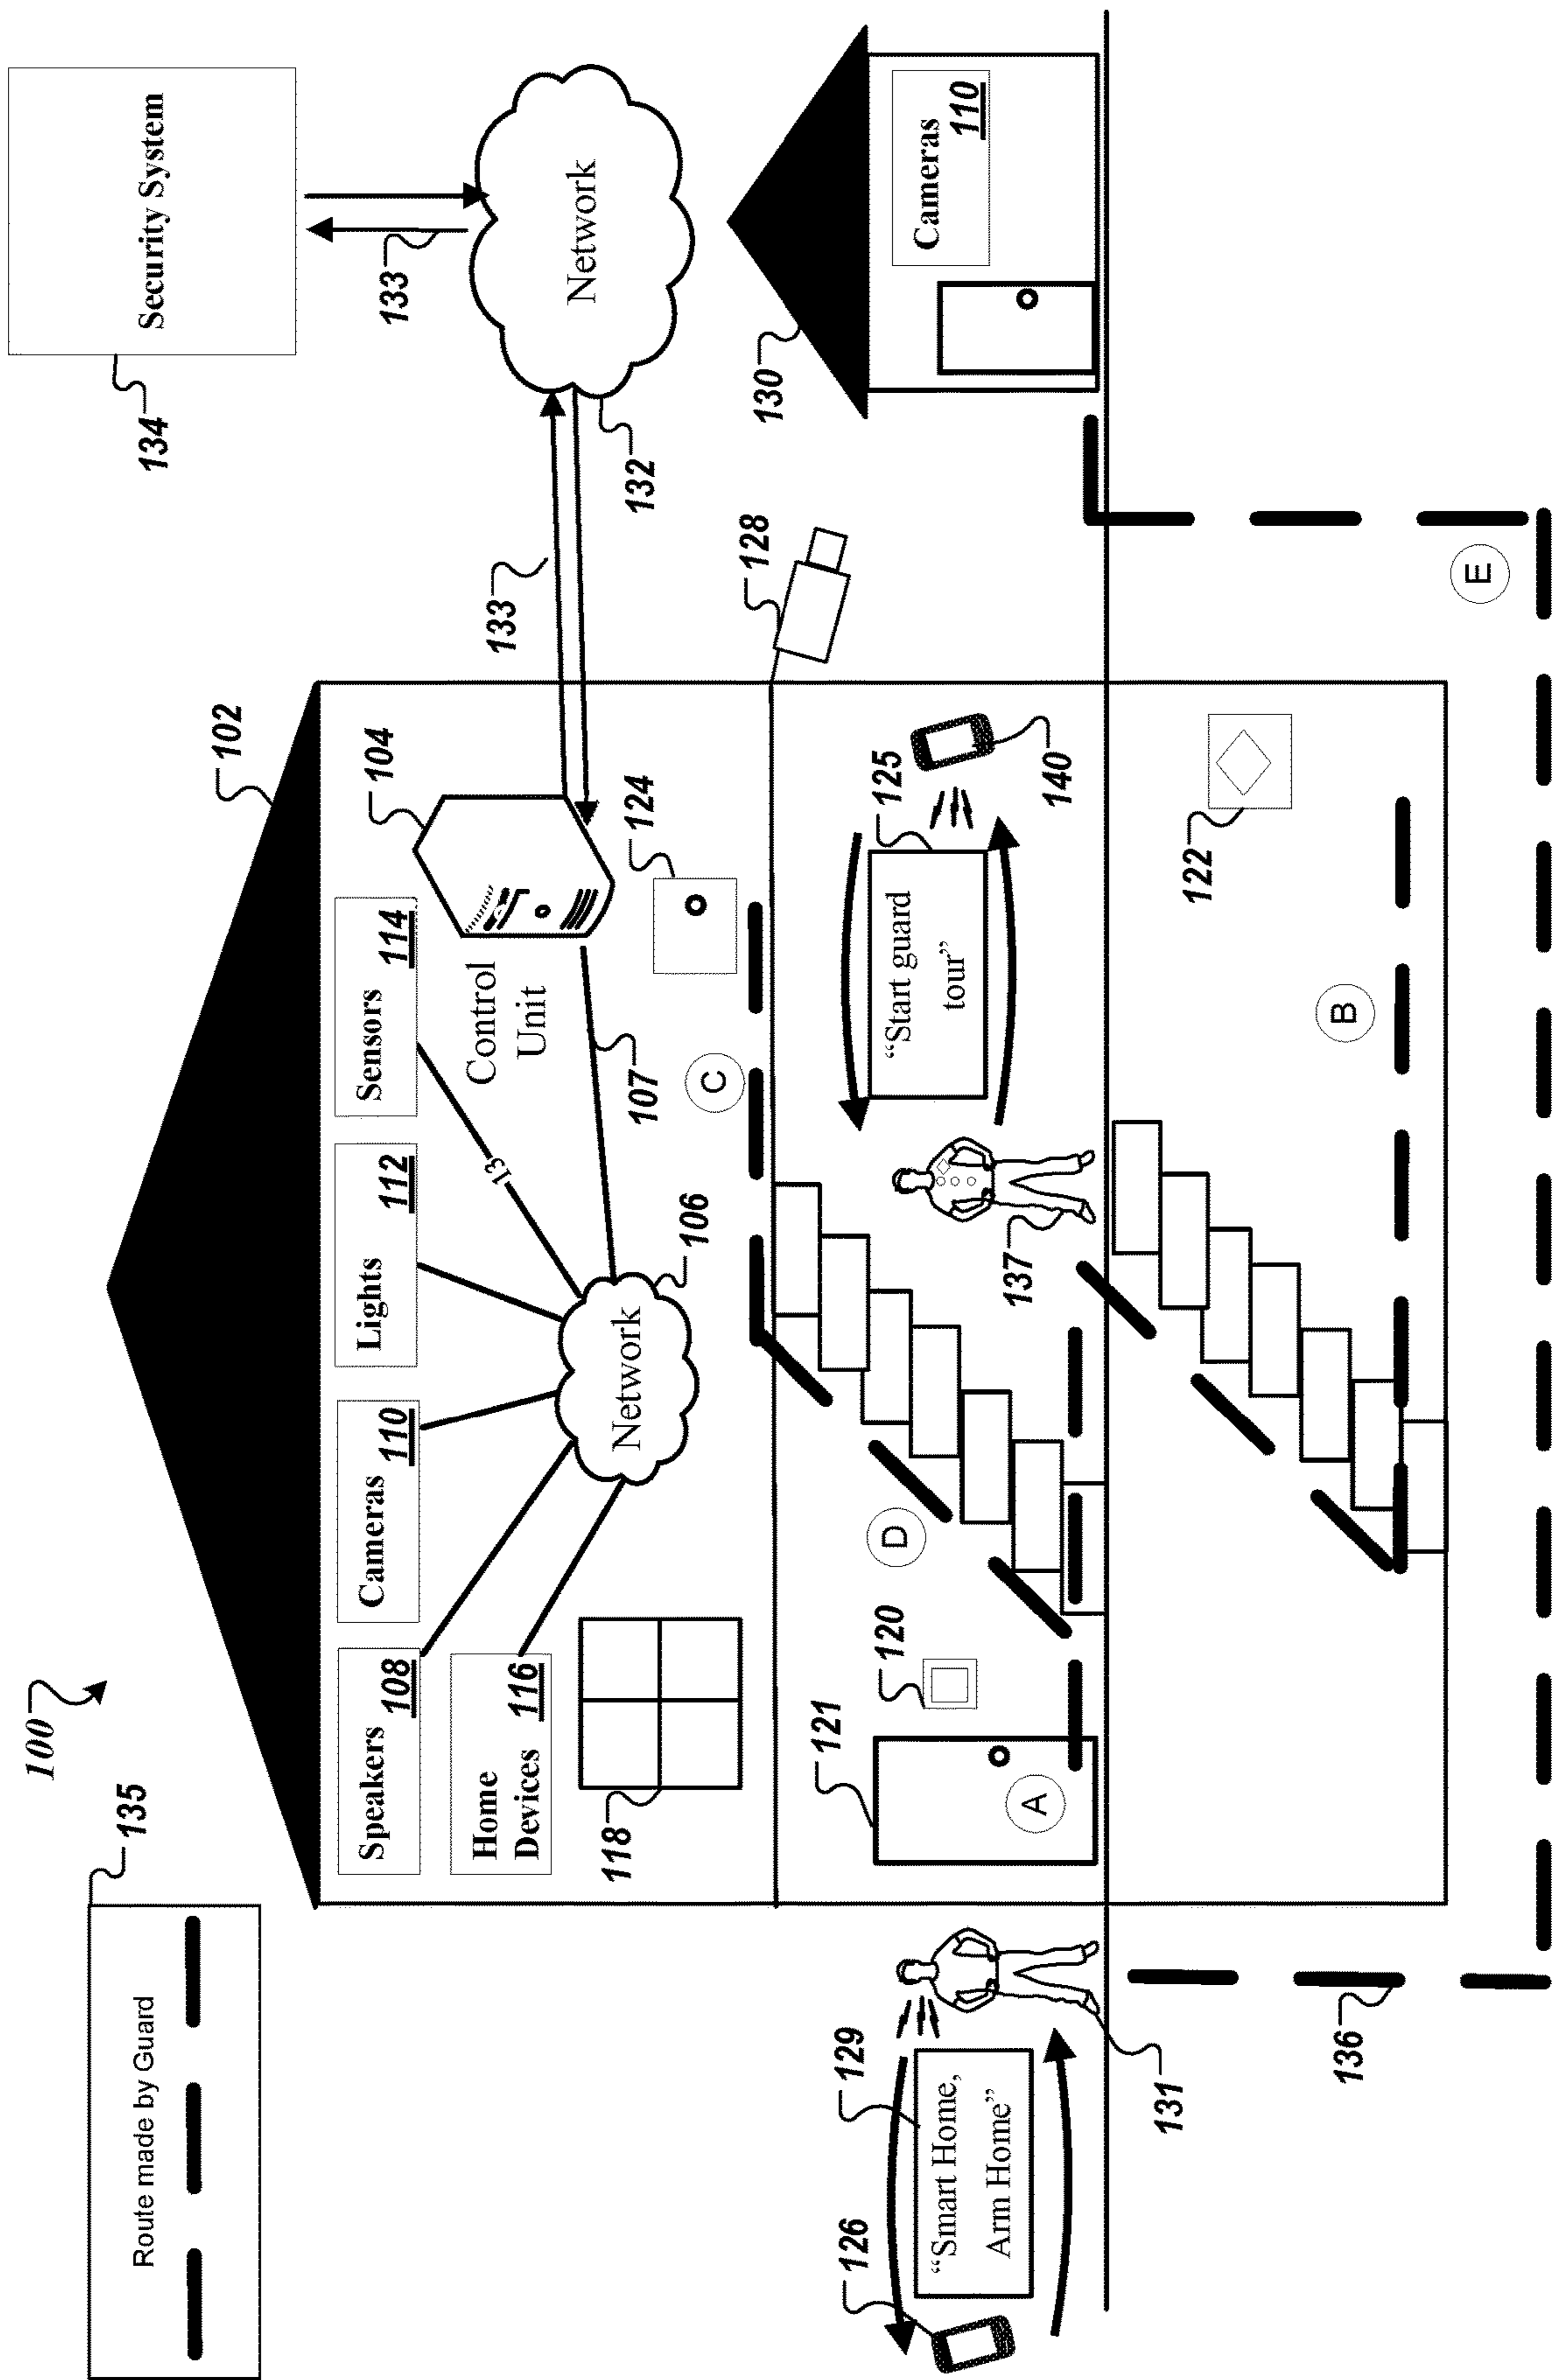 100
135
Route made by Guard
134
Security System
133
Network
132
133
102
Speakers 108
Cameras 110
Lights 112
Sensors 114
Home
Devices 116
104
Control
Unit
13
107
Network
106
118
124
C
128
130
Cameras
110
126
129
“Smart Home,
Arm Home”
131
121
A
120
D
137
125
“Start guard
tour”
140
122
B
136
E